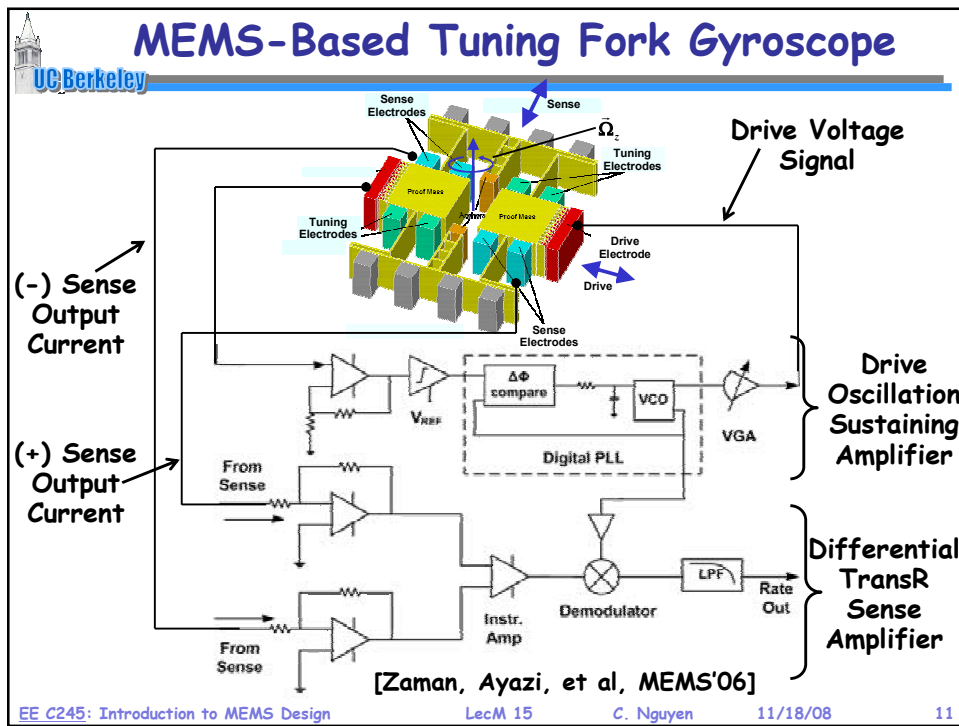 MEMS-Based Tuning Fork Gyroscope
UC Berkeley
Sense
Electrodes
Sense
Ω⃗z
Tuning
Electrodes
Drive Voltage
Signal
Proof Mass
Proof Mass
Tuning
Electrodes
Drive
Electrode
Drive
Sense
Electrodes
(-) Sense
Output
Current
(+) Sense
Output
Current
VREF
ΔΦ
compare
VCO
VGA
Digital PLL
Drive
Oscillation
Sustaining
Amplifier
From
Sense
From
Sense
Instr.
Amp
Demodulator
LPF
Rate
Out
Differential
TransR
Sense
Amplifier
[Zaman, Ayazi, et al, MEMS'06]
EE C245: Introduction to MEMS Design LecM 15 C. Nguyen 11/18/08 11